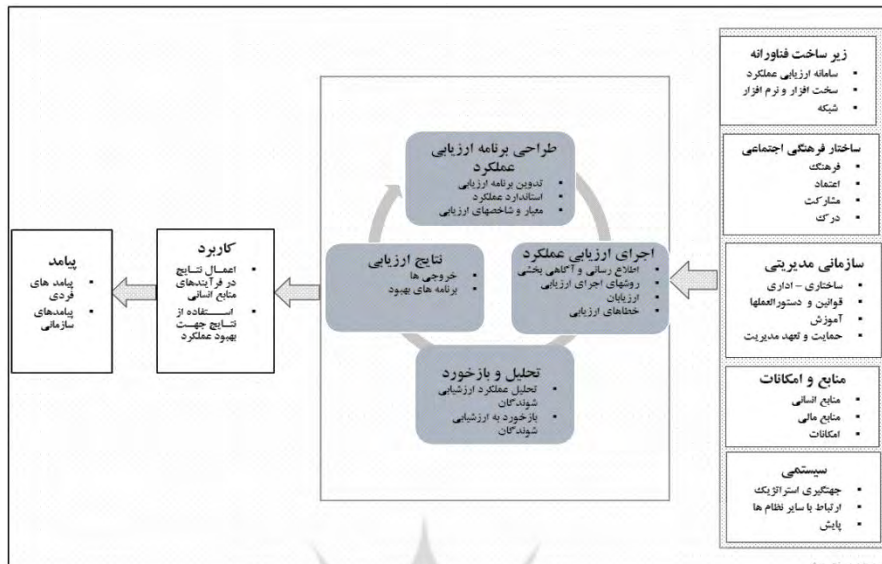 زیر ساخت فناورانه
سامانه ارزیابی عملکرد
سخت افزار و نرم افزار
شبکه
ساختار فرهنگی اجتماعی
فرهنگ
اعتماد
مشارکت
درک
سازمانی مدیریتی
ساختاری – اداری
قوانین و دستورالعملها
آموزش
حمایت و تعهد مدیریت
منابع و امکانات
منابع انسانی
منابع مالی
امکانات
سیستمی
جهتگیری استراتژیک
ارتباط با سایر نظام ها
پایش
طراحی برنامه ارزیابی
عملکرد
تدوین برنامه ارزیابی
استاندارد عملکرد
معیار و شاخصهای ارزیابی
اجرای ارزیابی عملکرد
اطلاع رسانی و آگاهی بخشی
روشهای اجرای ارزیابی
ارزیابان
خطاهای ارزیابی
تحلیل و بازخورد
تحلیل عملکرد ارزشیابی
شوندگان
بازخورد به ارزشیابی
شوندگان
نتایج ارزیابی
خروجی ها
برنامه های بهبود
کاربرد
اعمال نتایج
در فرآیندهای
منابع انسانی
استفاده از
نتایج جهت
بهبود عملکرد
پیامد
پیامد های
فردی
پیامدهای
سازمانی